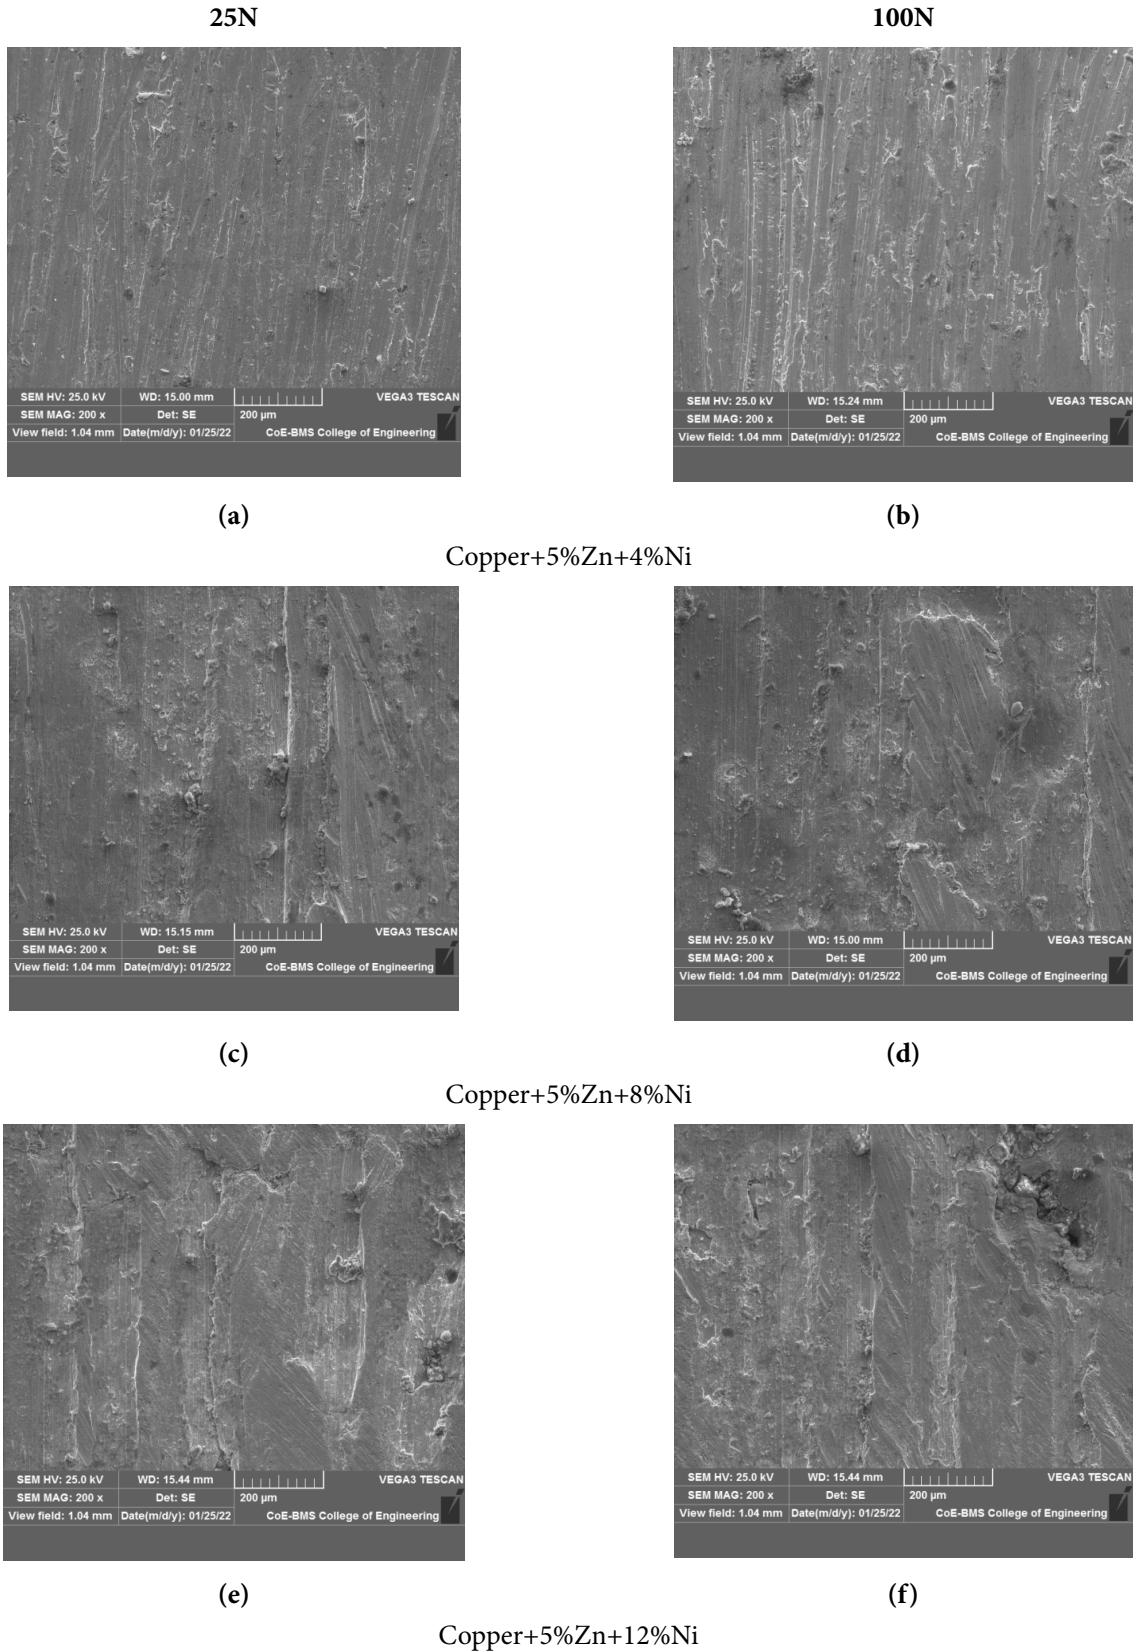 25N 100N
SEM HV: 25.0 kV WD: 15.00 mm VEGA3 TESCAN
SEM MAG: 200 x Det: SE 200 µm
View field: 1.04 mm Date(m/d/y): 01/25/22 CoE-BMS College of Engineering
SEM HV: 25.0 kV WD: 15.24 mm VEGA3 TESCAN
SEM MAG: 200 x Det: SE 200 µm
View field: 1.04 mm Date(m/d/y): 01/25/22 CoE-BMS College of Engineering
(a) (b)
Copper+5%Zn+4%Ni
SEM HV: 25.0 kV WD: 15.15 mm VEGA3 TESCAN
SEM MAG: 200 x Det: SE 200 µm
View field: 1.04 mm Date(m/d/y): 01/25/22 CoE-BMS College of Engineering
SEM HV: 25.0 kV WD: 15.00 mm VEGA3 TESCAN
SEM MAG: 200 x Det: SE 200 µm
View field: 1.04 mm Date(m/d/y): 01/25/22 CoE-BMS College of Engineering
(c) (d)
Copper+5%Zn+8%Ni
SEM HV: 25.0 kV WD: 15.44 mm VEGA3 TESCAN
SEM MAG: 200 x Det: SE 200 µm
View field: 1.04 mm Date(m/d/y): 01/25/22 CoE-BMS College of Engineering
SEM HV: 25.0 kV WD: 15.44 mm VEGA3 TESCAN
SEM MAG: 200 x Det: SE 200 µm
View field: 1.04 mm Date(m/d/y): 01/25/22 CoE-BMS College of Engineering
(e) (f)
Copper+5%Zn+12%Ni